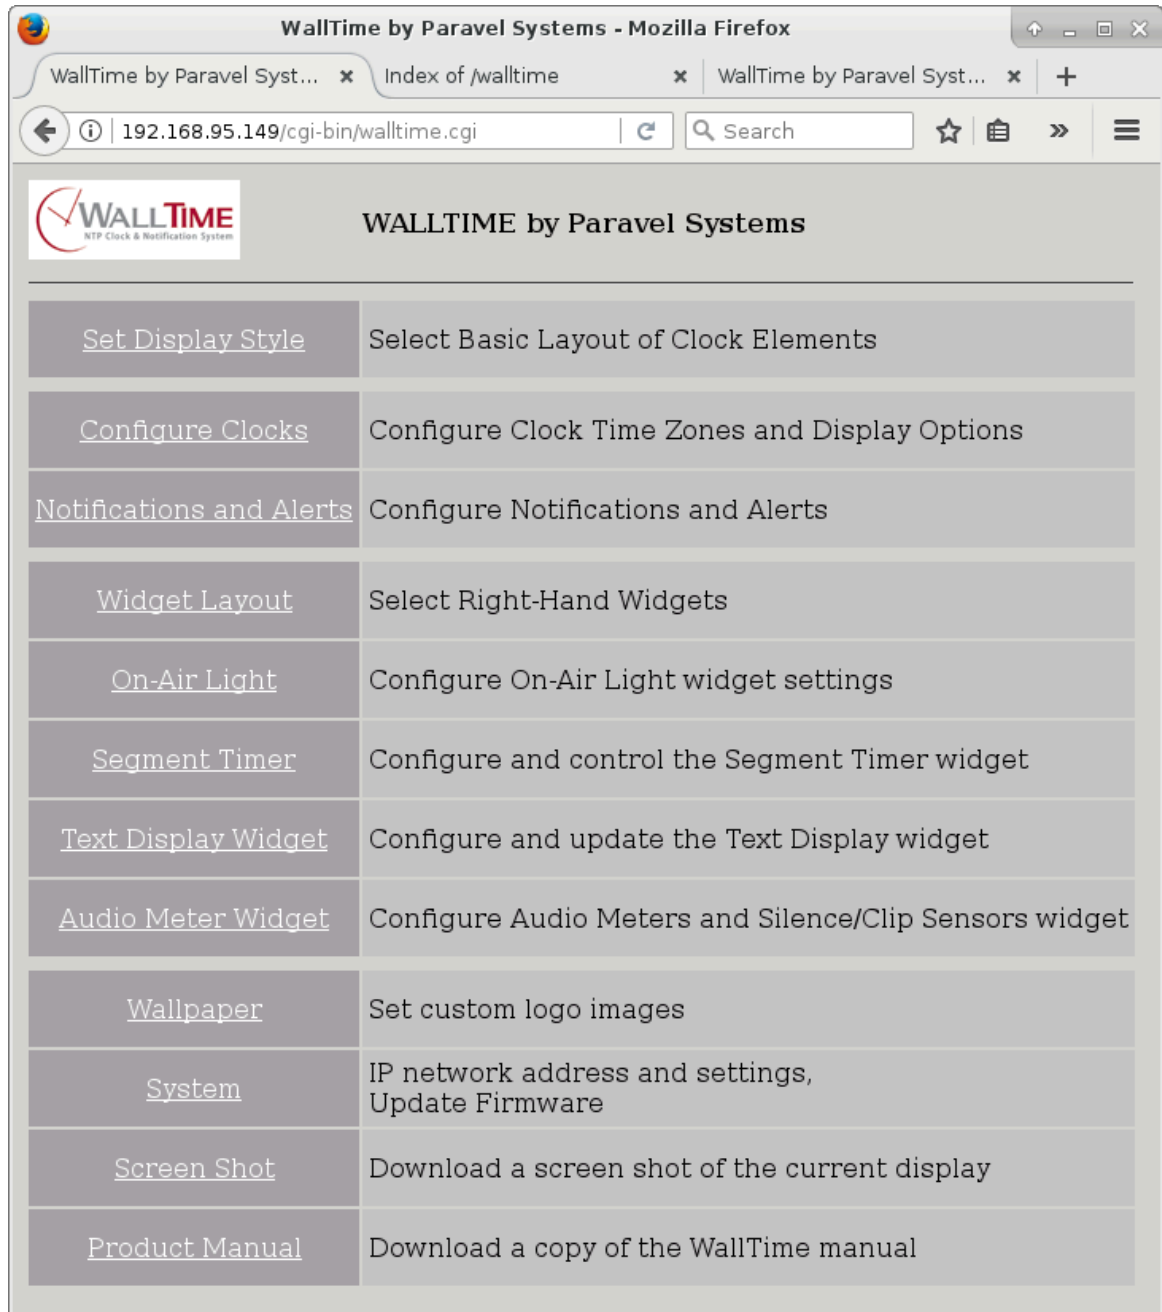 WallTime by Paravel Systems - Mozilla Firefox
WallTime by Paravel Syst...
Index of /walltime
WallTime by Paravel Syst...
192.168.95.149/cgi-bin/walltime.cgi
Search
WALLTIME
NTP Clock & Notification System
WALLTIME by Paravel Systems
Set Display Style Select Basic Layout of Clock Elements
Configure Clocks Configure Clock Time Zones and Display Options
Notifications and Alerts Configure Notifications and Alerts
Widget Layout Select Right-Hand Widgets
On-Air Light Configure On-Air Light widget settings
Segment Timer Configure and control the Segment Timer widget
Text Display Widget Configure and update the Text Display widget
Audio Meter Widget Configure Audio Meters and Silence/Clip Sensors widget
Wallpaper Set custom logo images
System IP network address and settings,
Update Firmware
Screen Shot Download a screen shot of the current display
Product Manual Download a copy of the WallTime manual